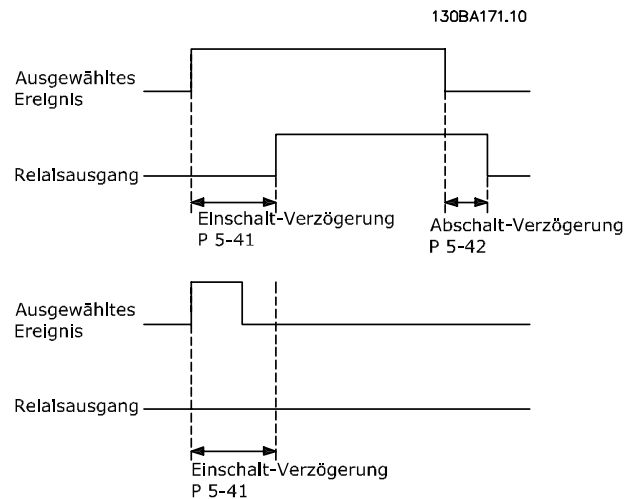 130BA171.10
Ausgewähltes
Ereignis
Relaisausgang
Einschalt-Verzögerung
P 5-41
Abschalt-Verzögerung
P 5-42
Ausgewähltes
Ereignis
Relaisausgang
Einschalt-Verzögerung
P 5-41